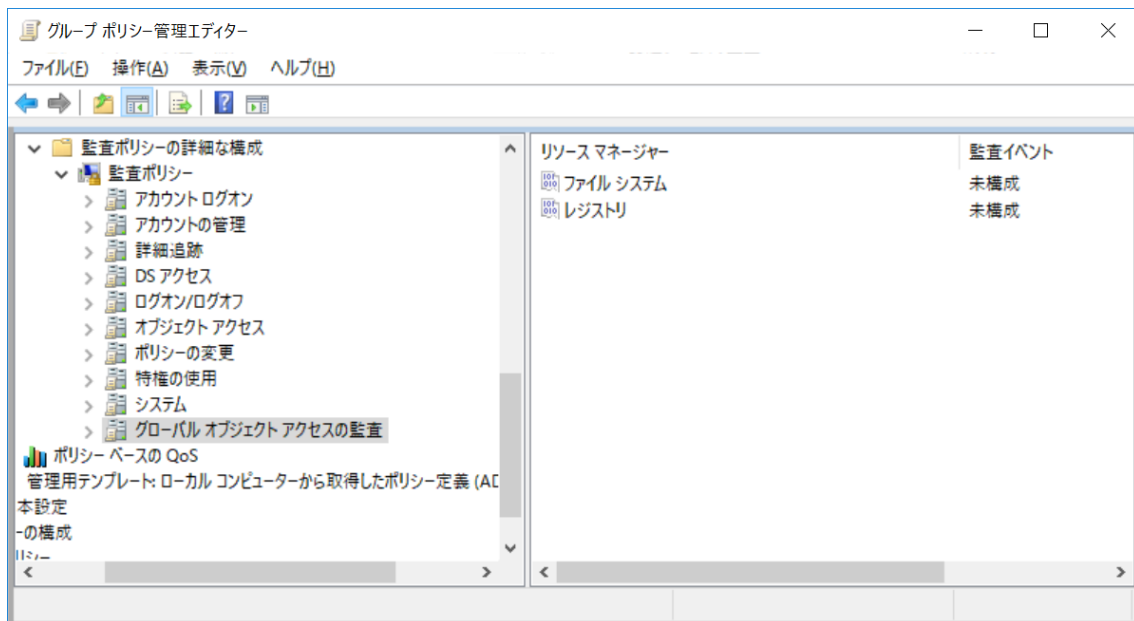 グループ ポリシー管理エディター
ファイル(F) 操作(A) 表示(V) ヘルプ(H)
監査ポリシーの詳細な構成
監査ポリシー
アカウント ログオン
アカウントの管理
詳細追跡
DS アクセス
ログオン/ログオフ
オブジェクト アクセス
ポリシーの変更
特権の使用
システム
グローバル オブジェクト アクセスの監査
ポリシー ベースの QoS
管理用テンプレート: ローカル コンピューターから取得したポリシー定義 (AD
本設定
ーの構成
リシー
リソース マネージャー 監査イベント
ファイル システム 未構成
レジストリ 未構成